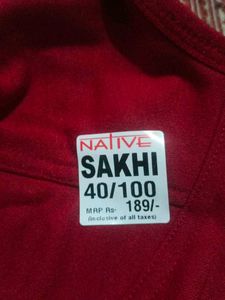 NATIVE
SAKHI
40/100
MRP Rs- 189/-
(inclusive of all taxes)